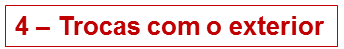 4 – Trocas com o exterior